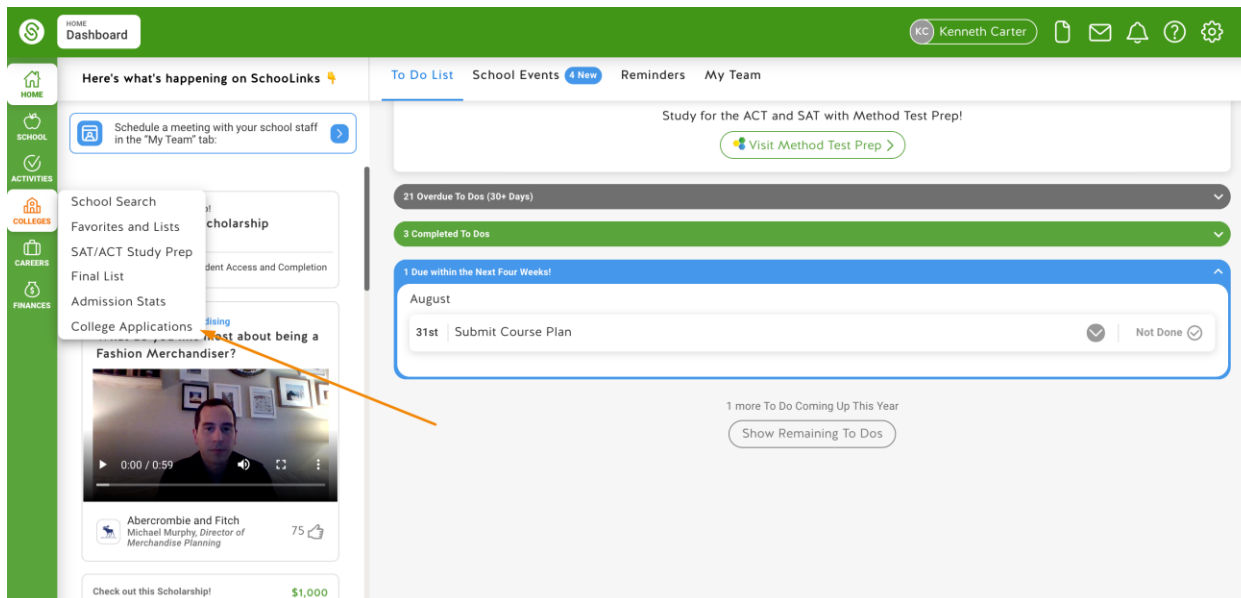 HOME
Dashboard
KC Kenneth Carter
HOME
SCHOOL
ACTIVITIES
COLLEGES
CAREERS
FINANCES
Here's what's happening on SchooLinks
Schedule a meeting with your school staff
in the "My Team" tab:
School Search
Favorites and Lists
SAT/ACT Study Prep
Final List
Admission Stats
College Applications
cholarship
dent Access and Completion
dising
most about being a
Fashion Merchandiser?
0:00 / 0:59
Abercrombie and Fitch
Michael Murphy, Director of
Merchandise Planning
75
Check out this Scholarship!
$1,000
To Do List School Events 4 New Reminders My Team
Study for the ACT and SAT with Method Test Prep!
Visit Method Test Prep
21 Overdue To Dos (30+ Days)
3 Completed To Dos
1 Due within the Next Four Weeks!
August
31st Submit Course Plan Not Done
1 more To Do Coming Up This Year
Show Remaining To Dos